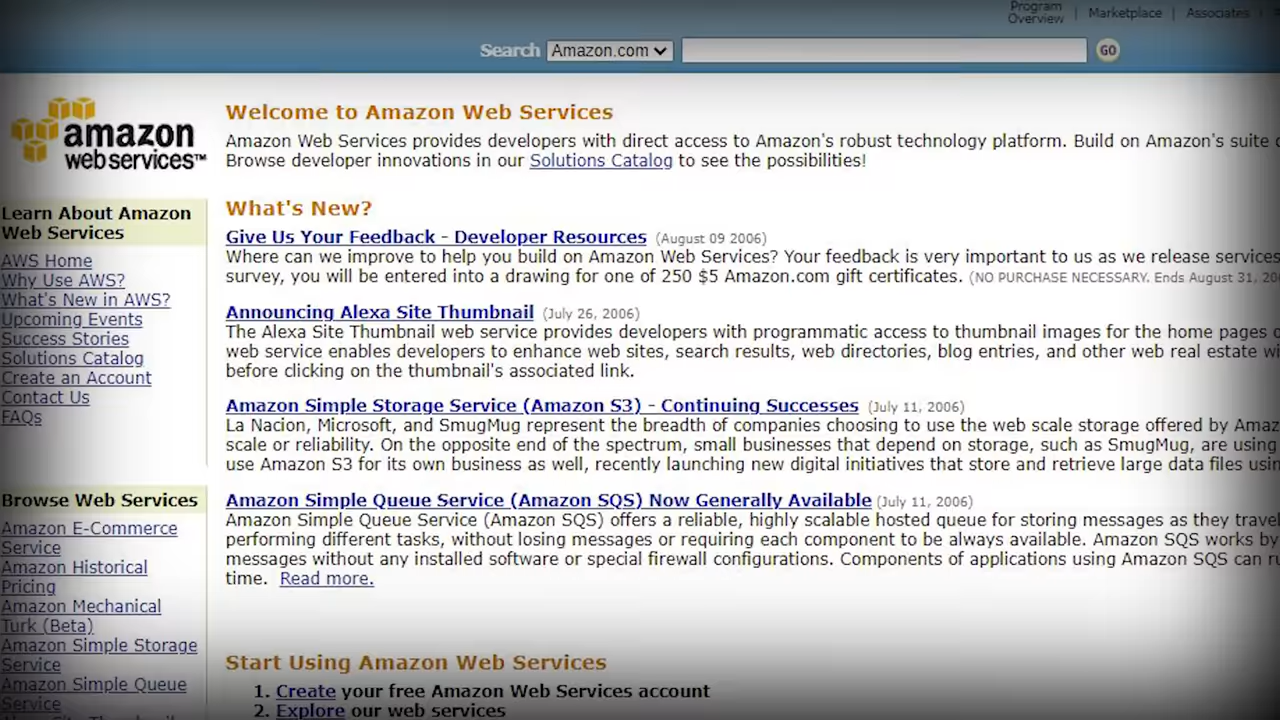 Program
Overview | Marketplace | Associates |
Search Amazon.com GO
amazon
webservices™
Welcome to Amazon Web Services
Amazon Web Services provides developers with direct access to Amazon's robust technology platform. Build on Amazon's suite
Browse developer innovations in our Solutions Catalog to see the possibilities!
Learn About Amazon
Web Services
AWS Home
Why Use AWS?
What's New in AWS?
Upcoming Events
Success Stories
Solutions Catalog
Create an Account
Contact Us
FAQs
Browse Web Services
Amazon E-Commerce
Service
Amazon Historical
Pricing
Amazon Mechanical
Turk (Beta)
Amazon Simple Storage
Service
Amazon Simple Queue
Service
What's New?
Give Us Your Feedback - Developer Resources (August 09 2006)
Where can we improve to help you build on Amazon Web Services? Your feedback is very important to us as we release services
survey, you will be entered into a drawing for one of 250 $5 Amazon.com gift certificates. (NO PURCHASE NECESSARY. Ends August 31, 
Announcing Alexa Site Thumbnail (July 26, 2006)
The Alexa Site Thumbnail web service provides developers with programmatic access to thumbnail images for the home pages
web service enables developers to enhance web sites, search results, web directories, blog entries, and other web real estate
before clicking on the thumbnail's associated link.
Amazon Simple Storage Service (Amazon S3) - Continuing Successes (July 11, 2006)
La Nacion, Microsoft, and SmugMug represent the breadth of companies choosing to use the web scale storage offered by
scale or reliability. On the opposite end of the spectrum, small businesses that depend on storage, such as SmugMug, are using
use Amazon S3 for its own business as well, recently launching new digital initiatives that store and retrieve large data files
Amazon Simple Queue Service (Amazon SQS) Now Generally Available (July 11, 2006)
Amazon Simple Queue Service (Amazon SQS) offers a reliable, highly scalable hosted queue for storing messages as they
performing different tasks, without losing messages or requiring each component to be always available. Amazon SQS works by
messages without any installed software or special firewall configurations. Components of applications using Amazon SQS can
time. Read more.
Start Using Amazon Web Services
1. Create your free Amazon Web Services account
2. Explore our web services